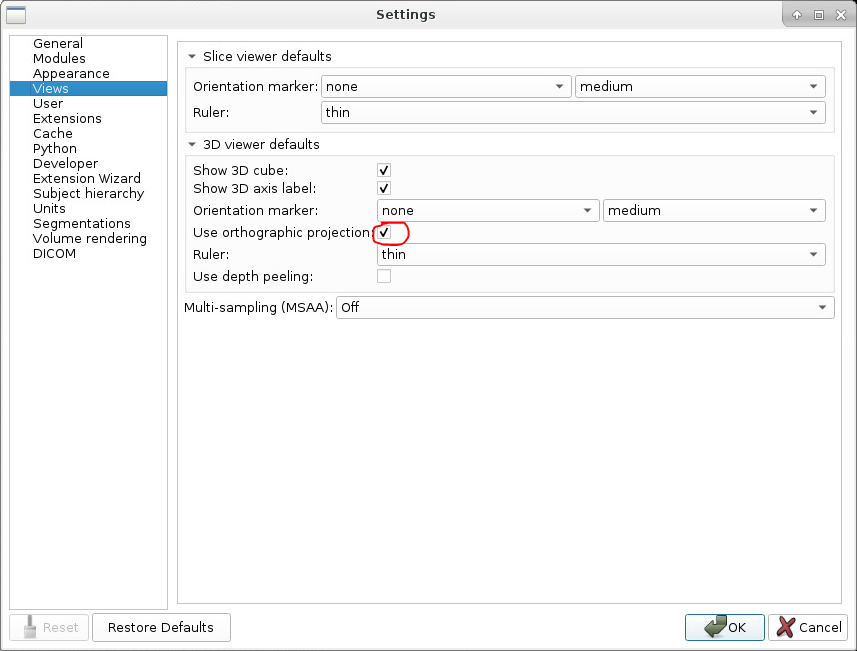 Settings
General
Modules
Appearance
Views
User
Extensions
Cache
Python
Developer
Extension Wizard
Subject hierarchy
Units
Segmentations
Volume rendering
DICOM
Slice viewer defaults
Orientation marker: none medium
Ruler: thin
3D viewer defaults
Show 3D cube:
Show 3D axis label:
Orientation marker: none medium
Use orthographic projection:
Ruler: thin
Use depth peeling:
Multi-sampling (MSAA): Off
Reset Restore Defaults OK Cancel